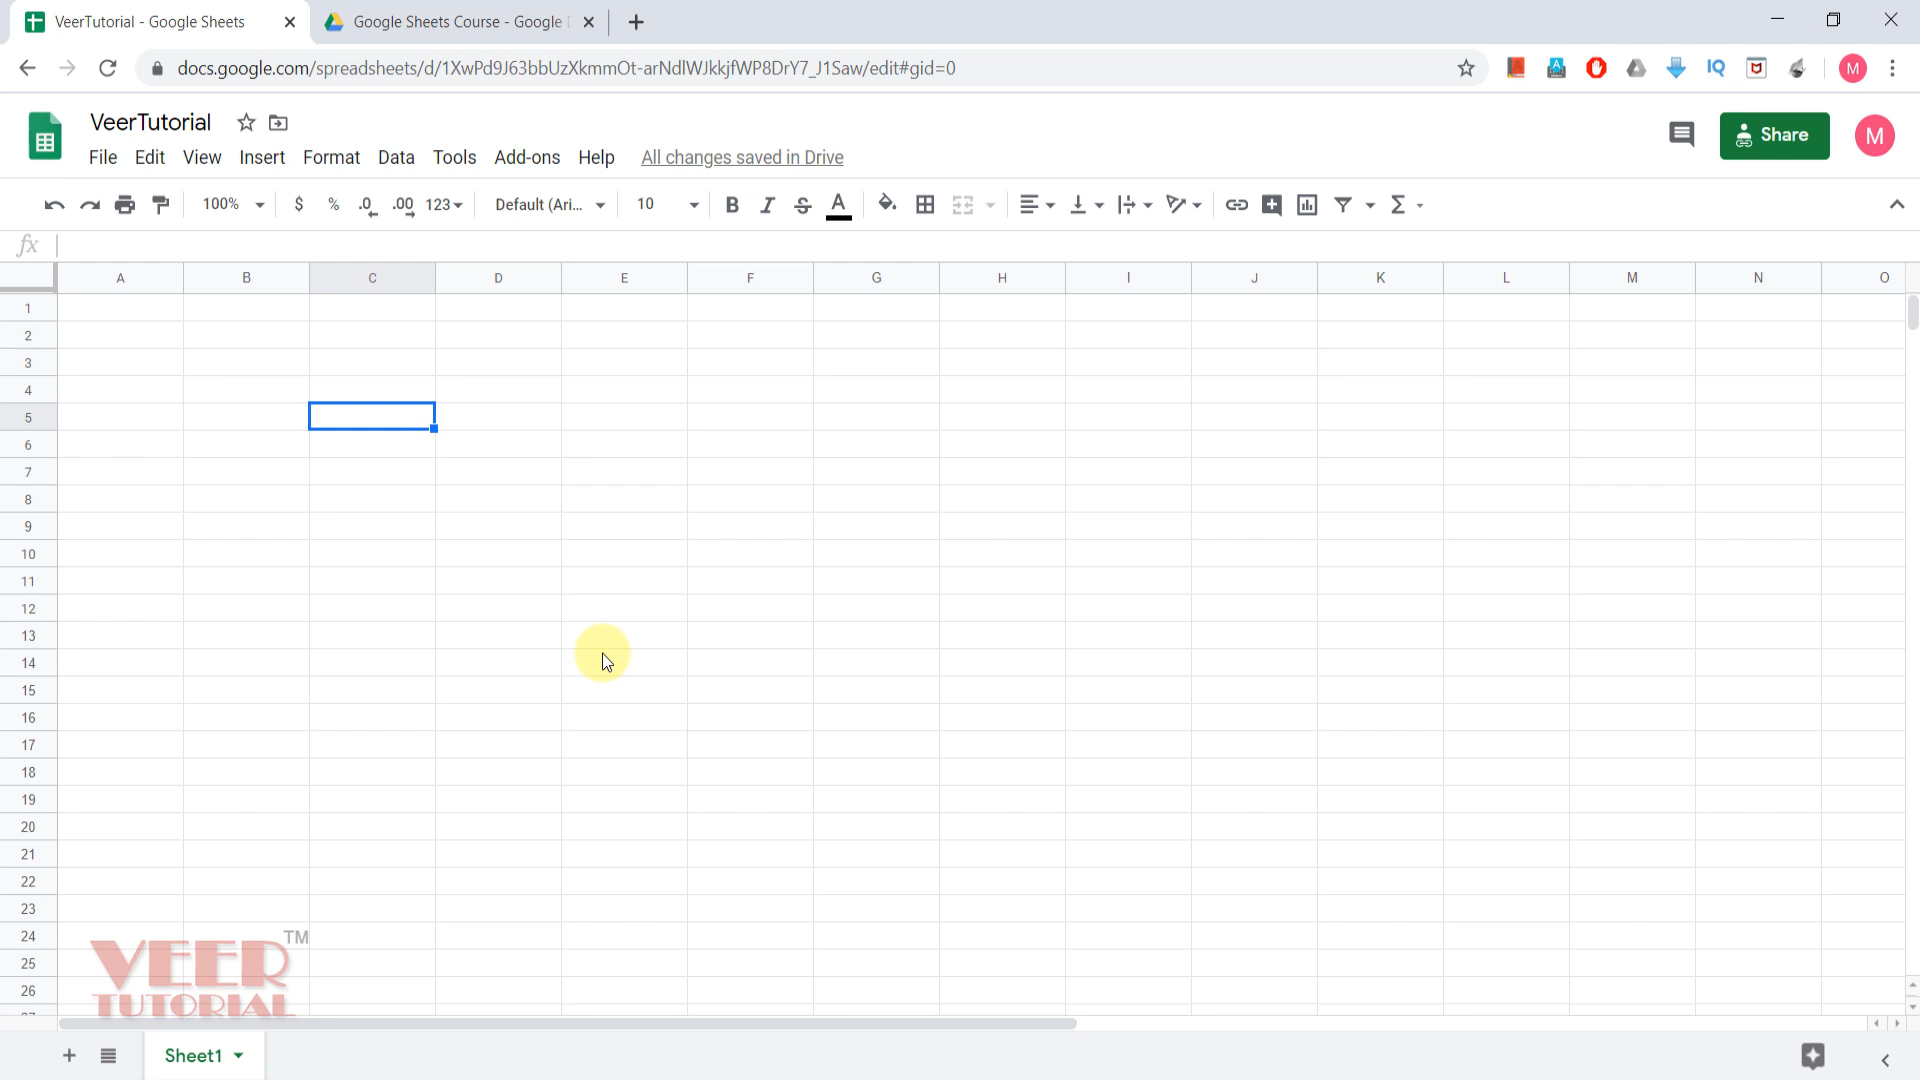 VeerTutorial - Google Sheets
Google Sheets Course - Google D
docs.google.com/spreadsheets/d/1XwPd9J63bbUzXkmmOt-arNdlWJkkjfWP8DrY7_J1Saw/edit#gid=0
IQ
M
VeerTutorial
File Edit View Insert Format Data Tools Add-ons Help All changes saved in Drive
Share
M
100% $ % .0 .00 123 Default (Ari... 10 B I S A Σ
fx
A B C D E F G H I J K L M N O
1
2
3
4
5
6
7
8
9
10
11
12
13
14
15
16
17
18
19
20
21
22
23
24
25
26
27
VEER TM
TUTORIAL
Sheet1